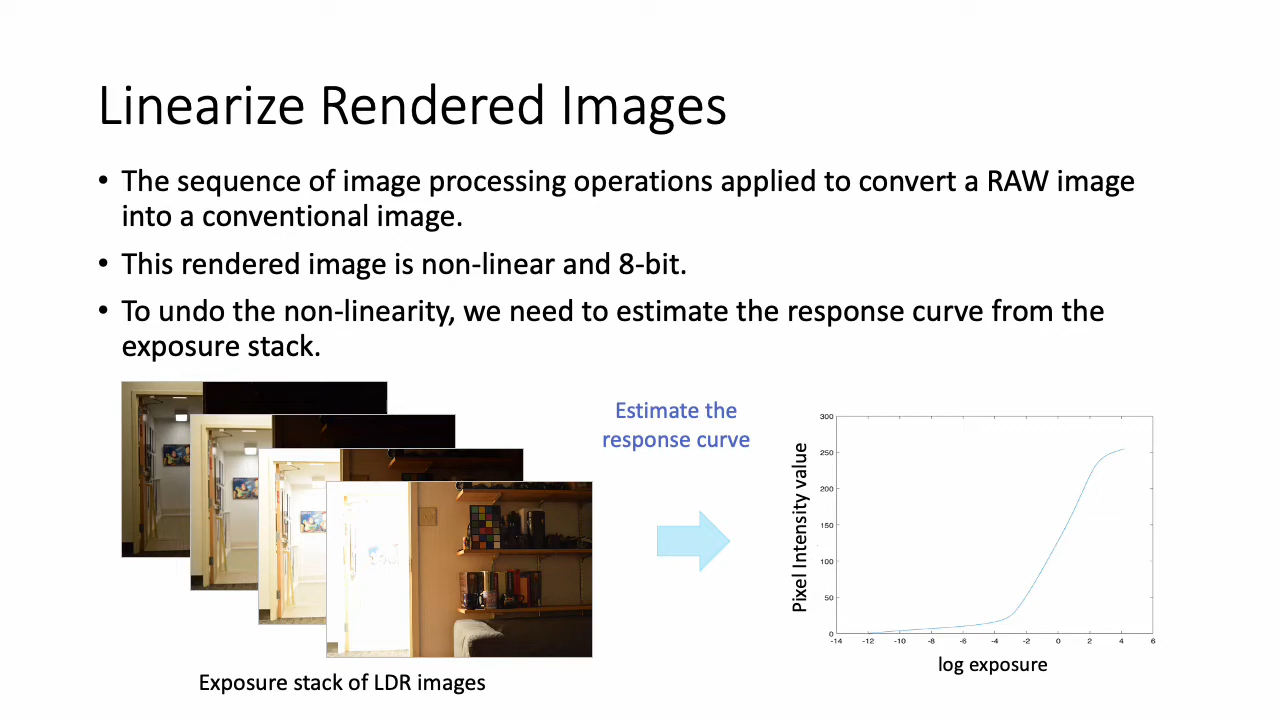 Linearize Rendered Images
• The sequence of image processing operations applied to convert a RAW image
into a conventional image.
• This rendered image is non-linear and 8-bit.
• To undo the non-linearity, we need to estimate the response curve from the
exposure stack.
Estimate the
response curve
Exposure stack of LDR images
Pixel Intensity value
300
250
200
150
100
50
0
-14 -12 -10 -8 -6 -4 -2 0 2 4 6
log exposure